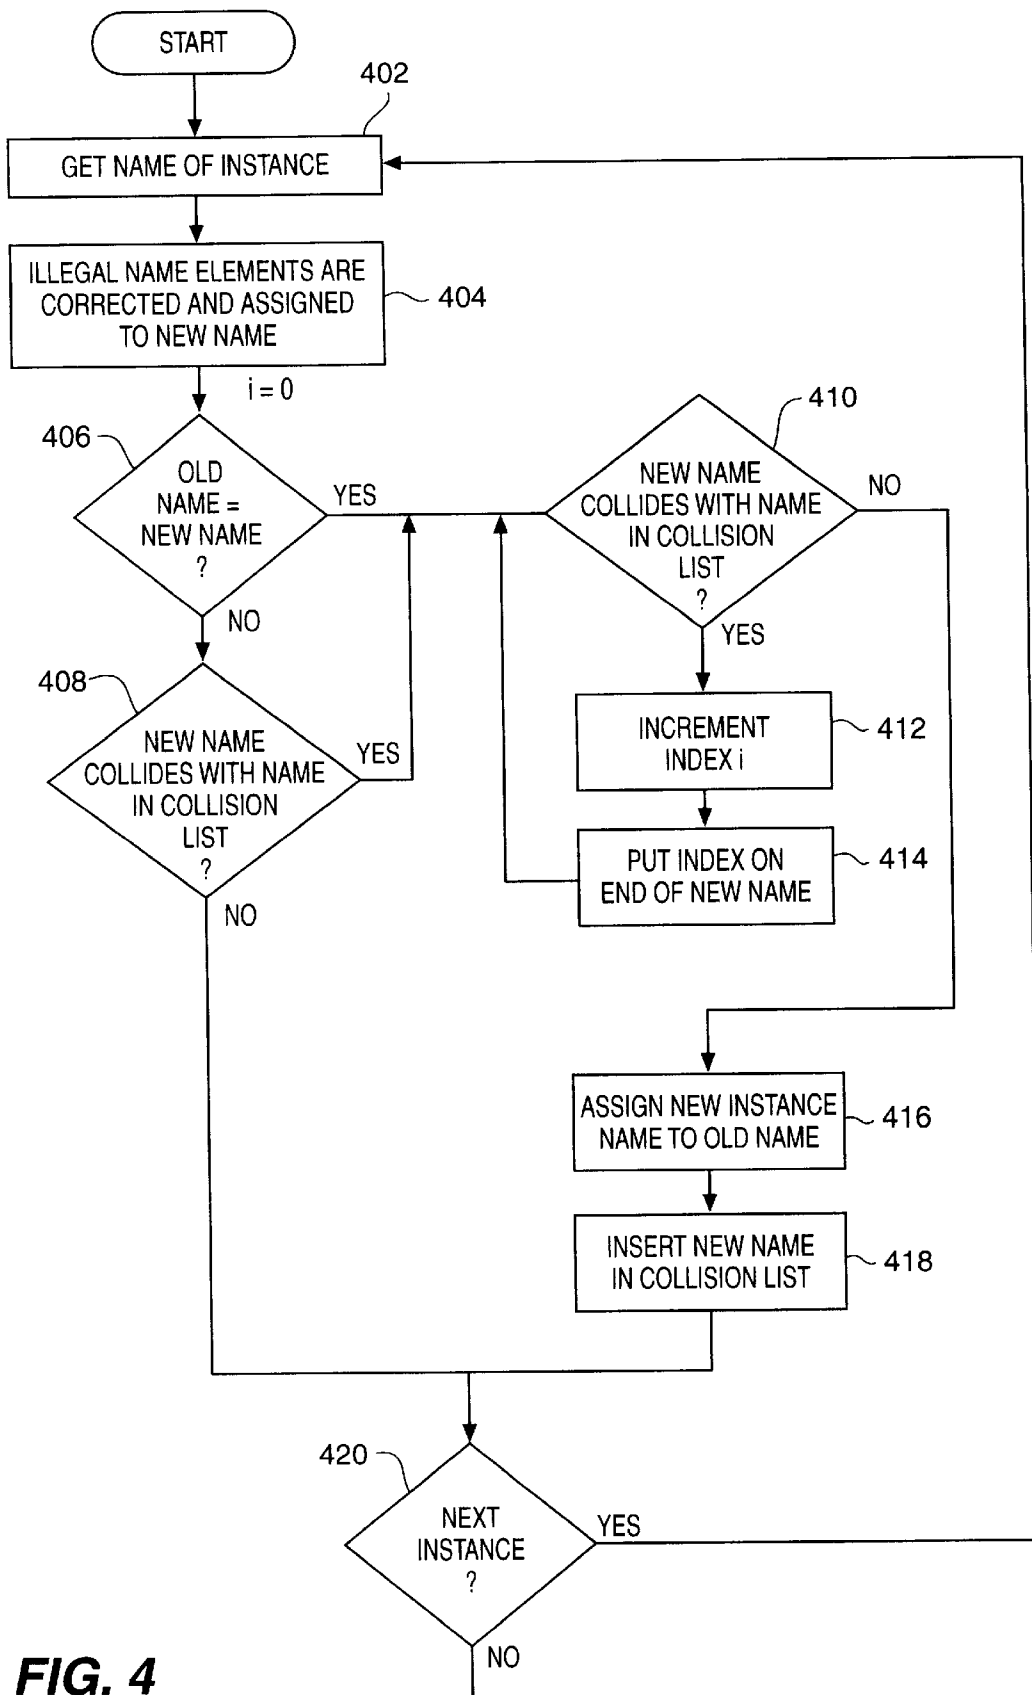 START
402
GET NAME OF INSTANCE
ILLEGAL NAME ELEMENTS ARE
CORRECTED AND ASSIGNED
TO NEW NAME
404
i = 0
406
OLD
NAME =
NEW NAME
?
YES
NO
410
NEW NAME
COLLIDES WITH NAME
IN COLLISION
LIST
?
NO
YES
408
NEW NAME
COLLIDES WITH NAME
IN COLLISION
LIST
?
YES
NO
INCREMENT
INDEX i
412
PUT INDEX ON
END OF NEW NAME
414
ASSIGN NEW INSTANCE
NAME TO OLD NAME
416
INSERT NEW NAME
IN COLLISION LIST
418
420
NEXT
INSTANCE
?
YES
NO
FIG. 4